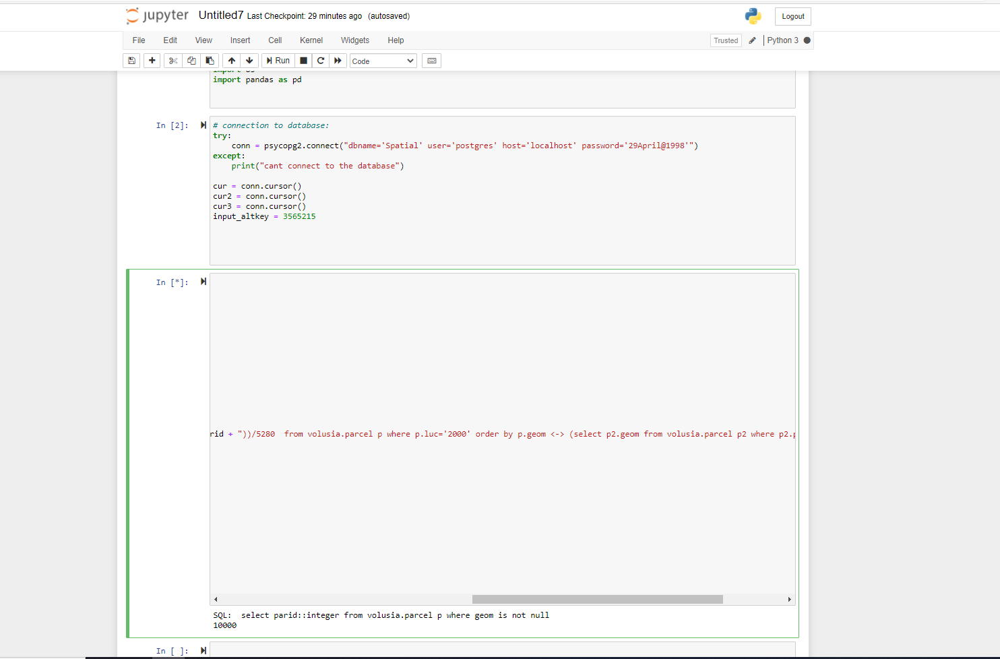 jupyter Untitled7 Last Checkpoint: 29 minutes ago (autosaved) Logout
File Edit View Insert Cell Kernel Widgets Help Trusted Python 3
Run Code
import os
import pandas as pd
In [2]: # connection to database:
try:
conn = psycopg2.connect("dbname='Spatial' user='postgres' host='localhost' password='29April@1998'")
except:
print("cant connect to the database")
cur = conn.cursor()
cur2 = conn.cursor()
cur3 = conn.cursor()
input_altkey = 3565215
In [*]:
rid + "))/5280  from volusia.parcel p where p.luc='2000' order by p.geom <-> (select p2.geom from volusia.parcel p2 where p2.p
SQL:  select parid::integer from volusia.parcel p where geom is not null
10000
In [ ]: